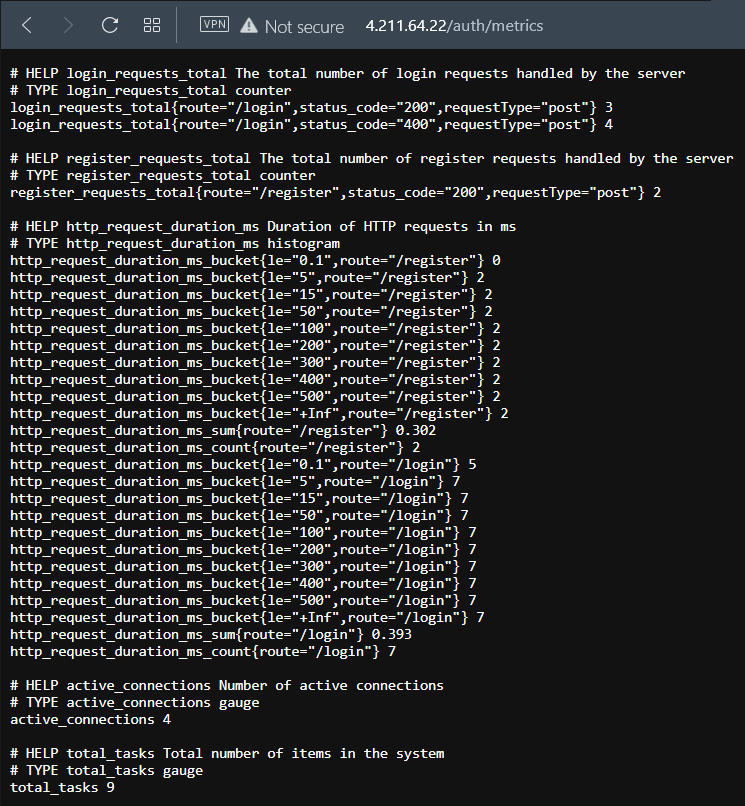 VPN Not secure 4.211.64.22/auth/metrics
# HELP login_requests_total The total number of login requests handled by the server
# TYPE login_requests_total counter
login_requests_total{route="/login",status_code="200",requestType="post"} 3
login_requests_total{route="/login",status_code="400",requestType="post"} 4
# HELP register_requests_total The total number of register requests handled by the server
# TYPE register_requests_total counter
register_requests_total{route="/register",status_code="200",requestType="post"} 2
# HELP http_request_duration_ms Duration of HTTP requests in ms
# TYPE http_request_duration_ms histogram
http_request_duration_ms_bucket{le="0.1",route="/register"} 0
http_request_duration_ms_bucket{le="5",route="/register"} 2
http_request_duration_ms_bucket{le="15",route="/register"} 2
http_request_duration_ms_bucket{le="50",route="/register"} 2
http_request_duration_ms_bucket{le="100",route="/register"} 2
http_request_duration_ms_bucket{le="200",route="/register"} 2
http_request_duration_ms_bucket{le="300",route="/register"} 2
http_request_duration_ms_bucket{le="400",route="/register"} 2
http_request_duration_ms_bucket{le="500",route="/register"} 2
http_request_duration_ms_bucket{le="+Inf",route="/register"} 2
http_request_duration_ms_sum{route="/register"} 0.302
http_request_duration_ms_count{route="/register"} 2
http_request_duration_ms_bucket{le="0.1",route="/login"} 5
http_request_duration_ms_bucket{le="5",route="/login"} 7
http_request_duration_ms_bucket{le="15",route="/login"} 7
http_request_duration_ms_bucket{le="50",route="/login"} 7
http_request_duration_ms_bucket{le="100",route="/login"} 7
http_request_duration_ms_bucket{le="200",route="/login"} 7
http_request_duration_ms_bucket{le="300",route="/login"} 7
http_request_duration_ms_bucket{le="400",route="/login"} 7
http_request_duration_ms_bucket{le="500",route="/login"} 7
http_request_duration_ms_bucket{le="+Inf",route="/login"} 7
http_request_duration_ms_sum{route="/login"} 0.393
http_request_duration_ms_count{route="/login"} 7
# HELP active_connections Number of active connections
# TYPE active_connections gauge
active_connections 4
# HELP total_tasks Total number of items in the system
# TYPE total_tasks gauge
total_tasks 9